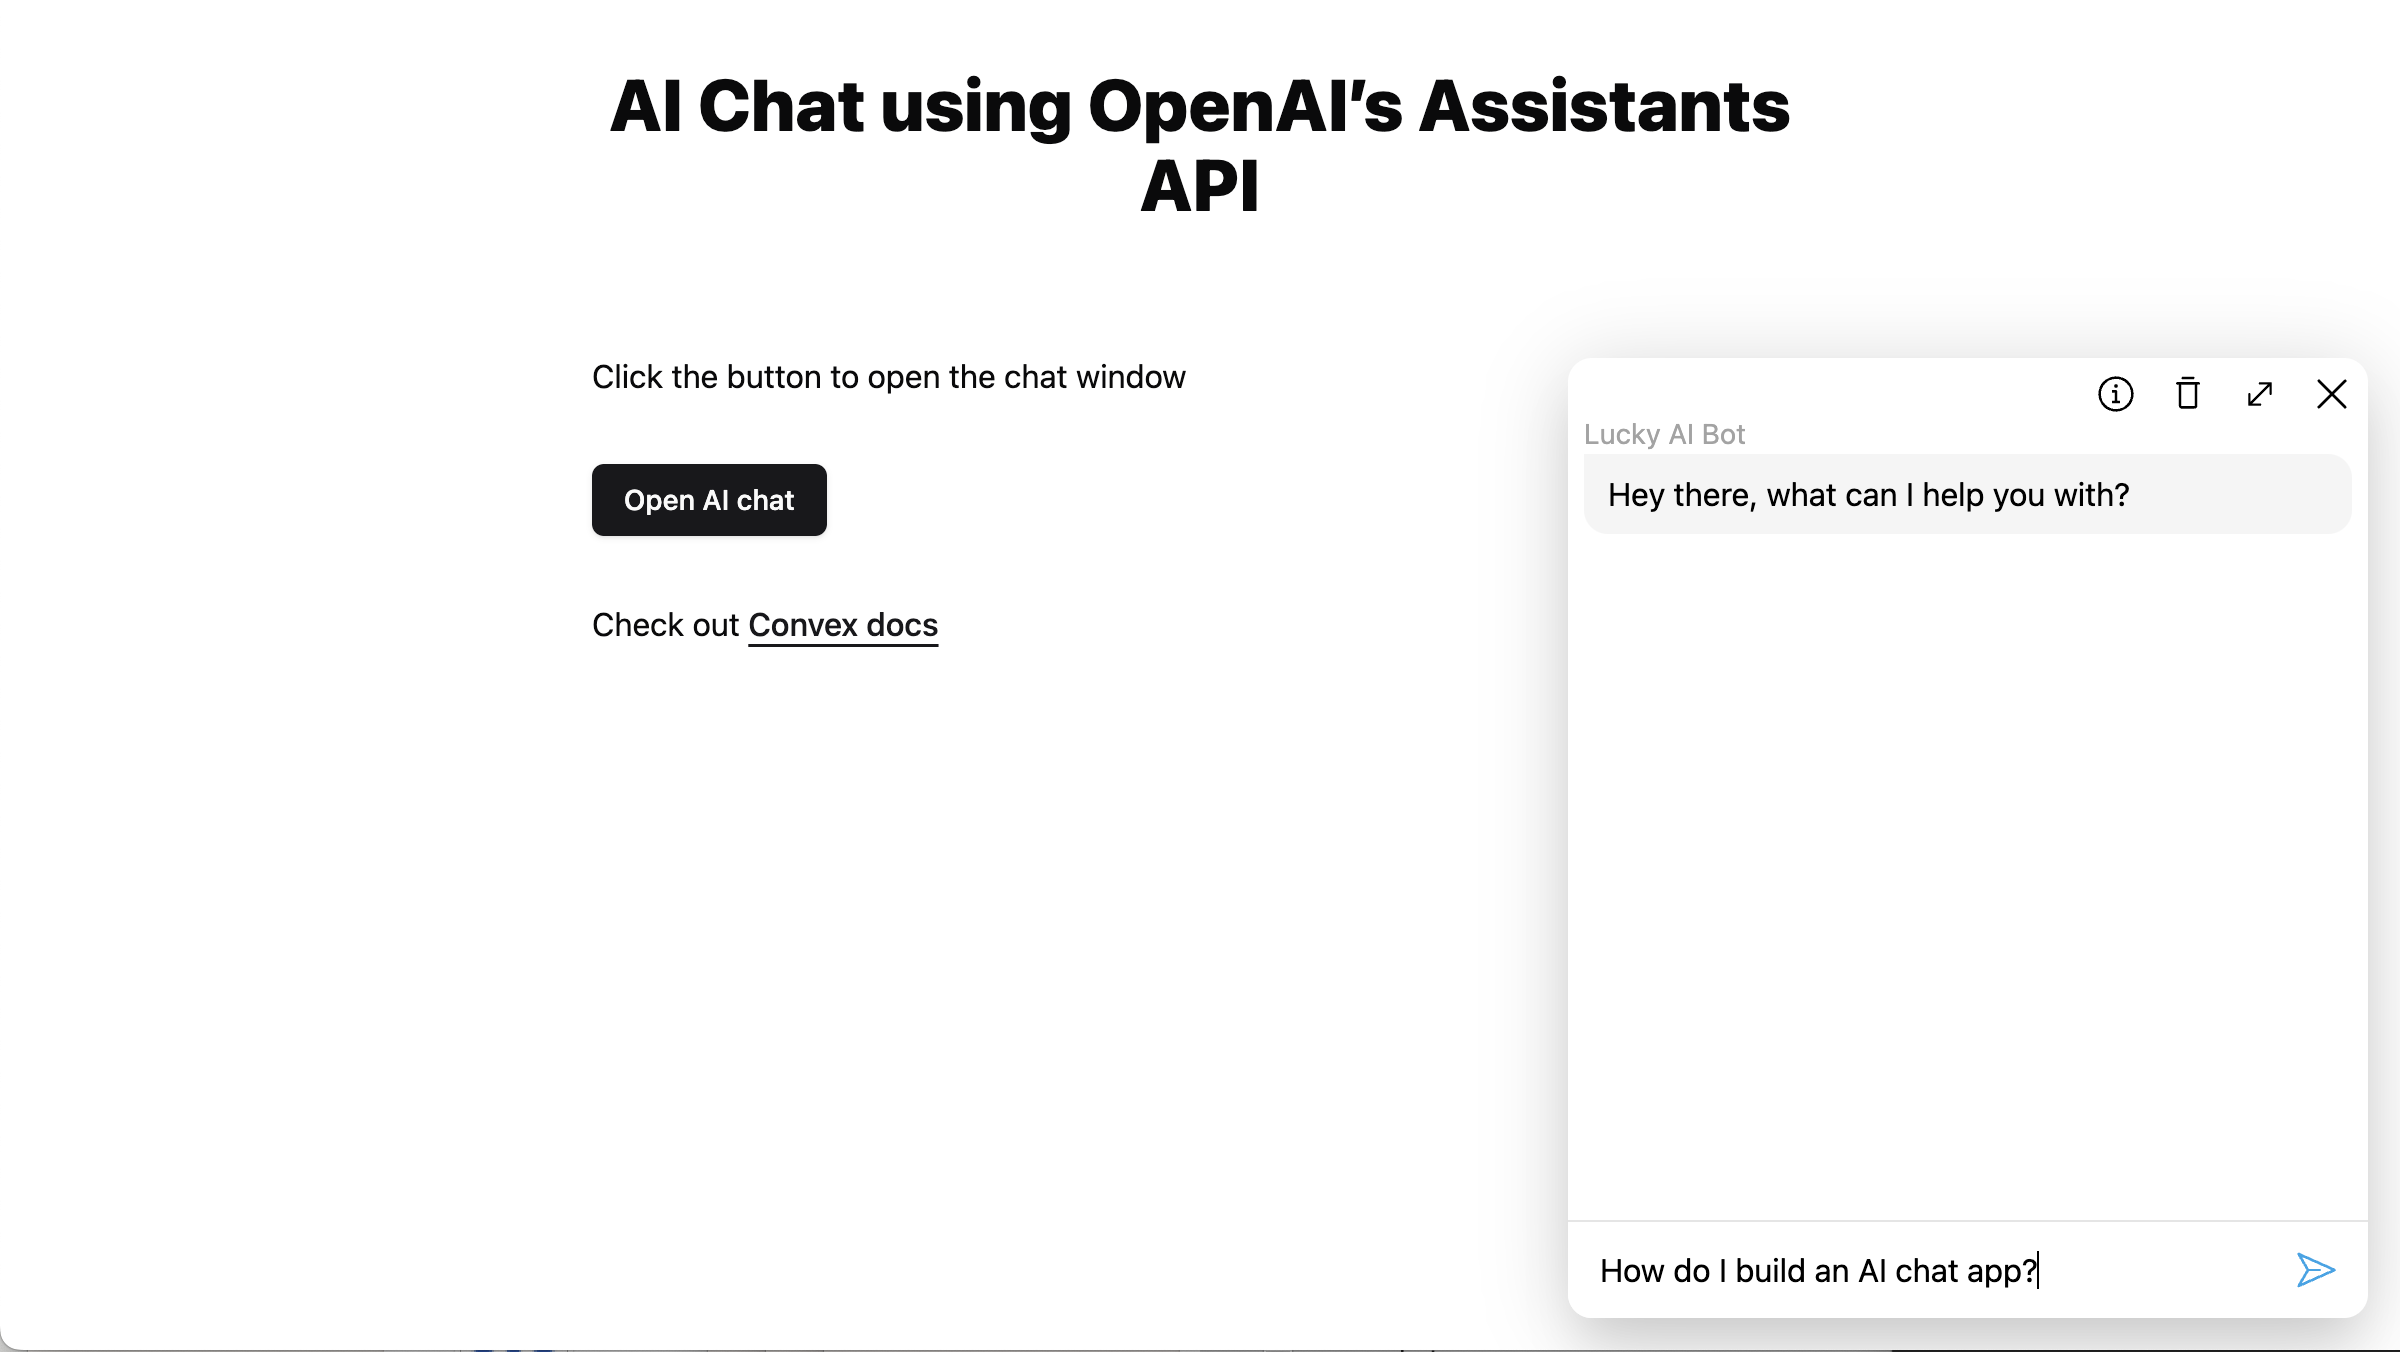 AI Chat using OpenAI’s Assistants
API
Click the button to open the chat window
Open AI chat
Check out Convex docs
Lucky AI Bot
Hey there, what can I help you with?
How do I build an AI chat app?